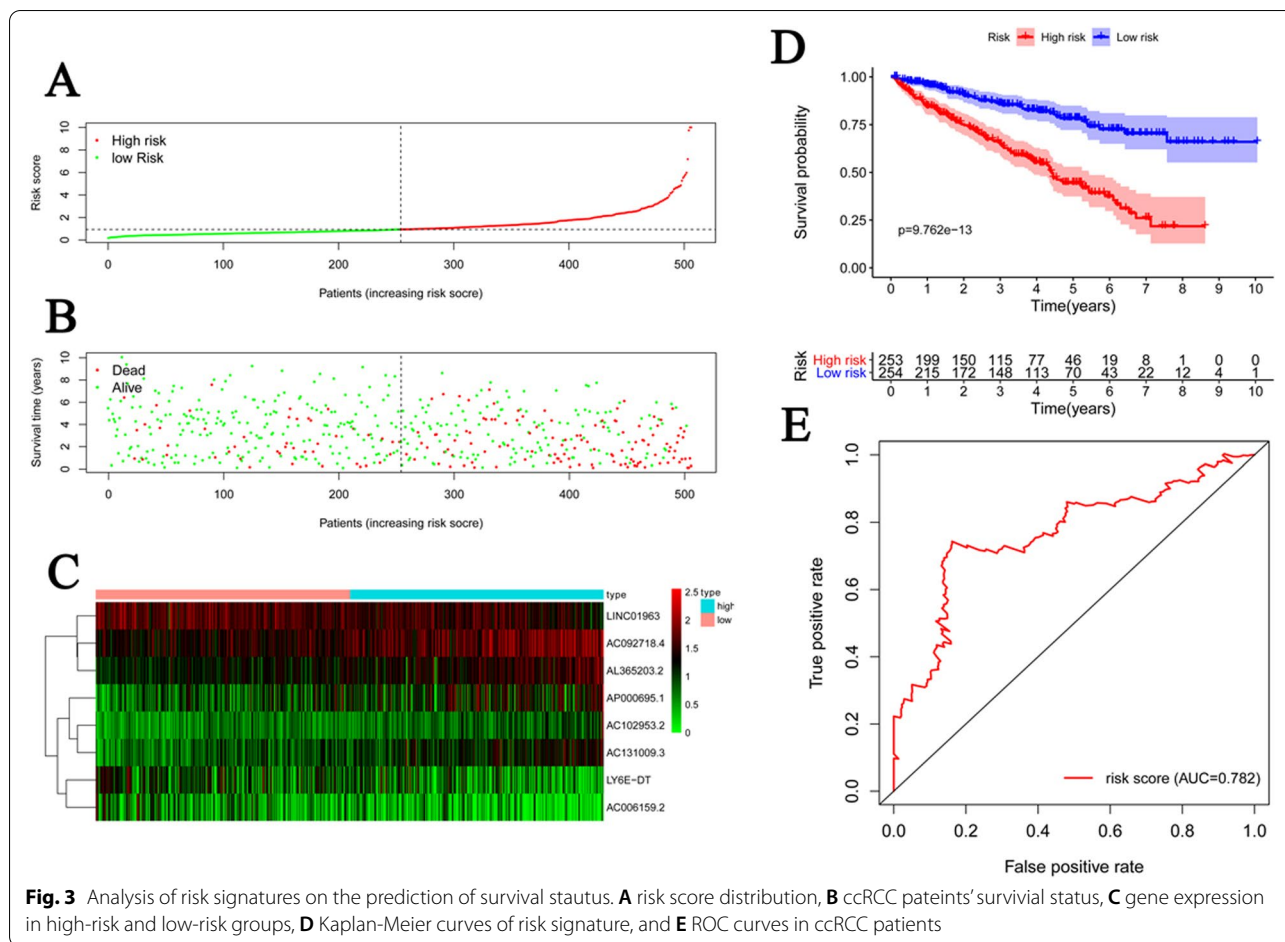 A
High risk
low Risk
Risk score
10
8
6
4
2
0
0 100 200 300 400 500
Patients (increasing risk socre)
B
Dead
Alive
Survival time (years)
10
8
6
4
2
0
0 100 200 300 400 500
Patients (increasing risk socre)
C
type
LINC01963
AC092718.4
AL365203.2
AP000695.1
AC102953.2
AC131009.3
LY6E−DT
AC006159.2
2.5
2
1.5
1
0.5
0
type
high
low
D
Risk High risk Low risk
Survival probability
1.00
0.75
0.50
0.25
0.00
p=9.762e−13
0 1 2 3 4 5 6 7 8 9 10
Time(years)
Risk
High risk 253 199 150 115 77 46 19 8 1 0 0
Low risk 254 215 172 148 113 70 43 22 12 4 1
0 1 2 3 4 5 6 7 8 9 10
Time(years)
E
True positive rate
1.0
0.8
0.6
0.4
0.2
0.0
risk score (AUC=0.782)
0.0 0.2 0.4 0.6 0.8 1.0
False positive rate
Fig. 3 Analysis of risk signatures on the prediction of survival stautus. A risk score distribution, B ccRCC pateints' survivial status, C gene expression
in high-risk and low-risk groups, D Kaplan-Meier curves of risk signature, and E ROC curves in ccRCC patients